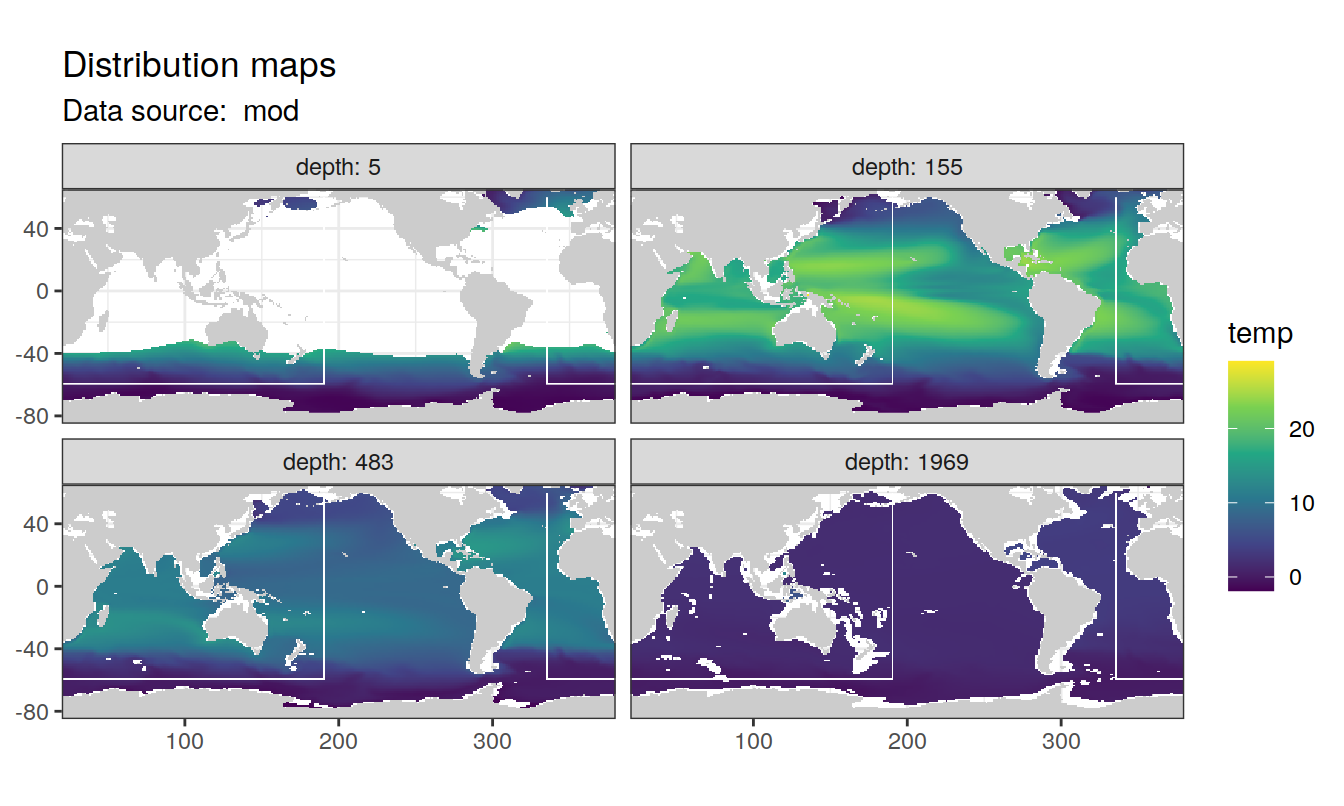 Distribution maps
Data source:  mod
depth: 5
depth: 155
40
0
-40
-80
depth: 483
depth: 1969
40
0
-40
-80
100
200
300
100
200
300
temp
20
10
0